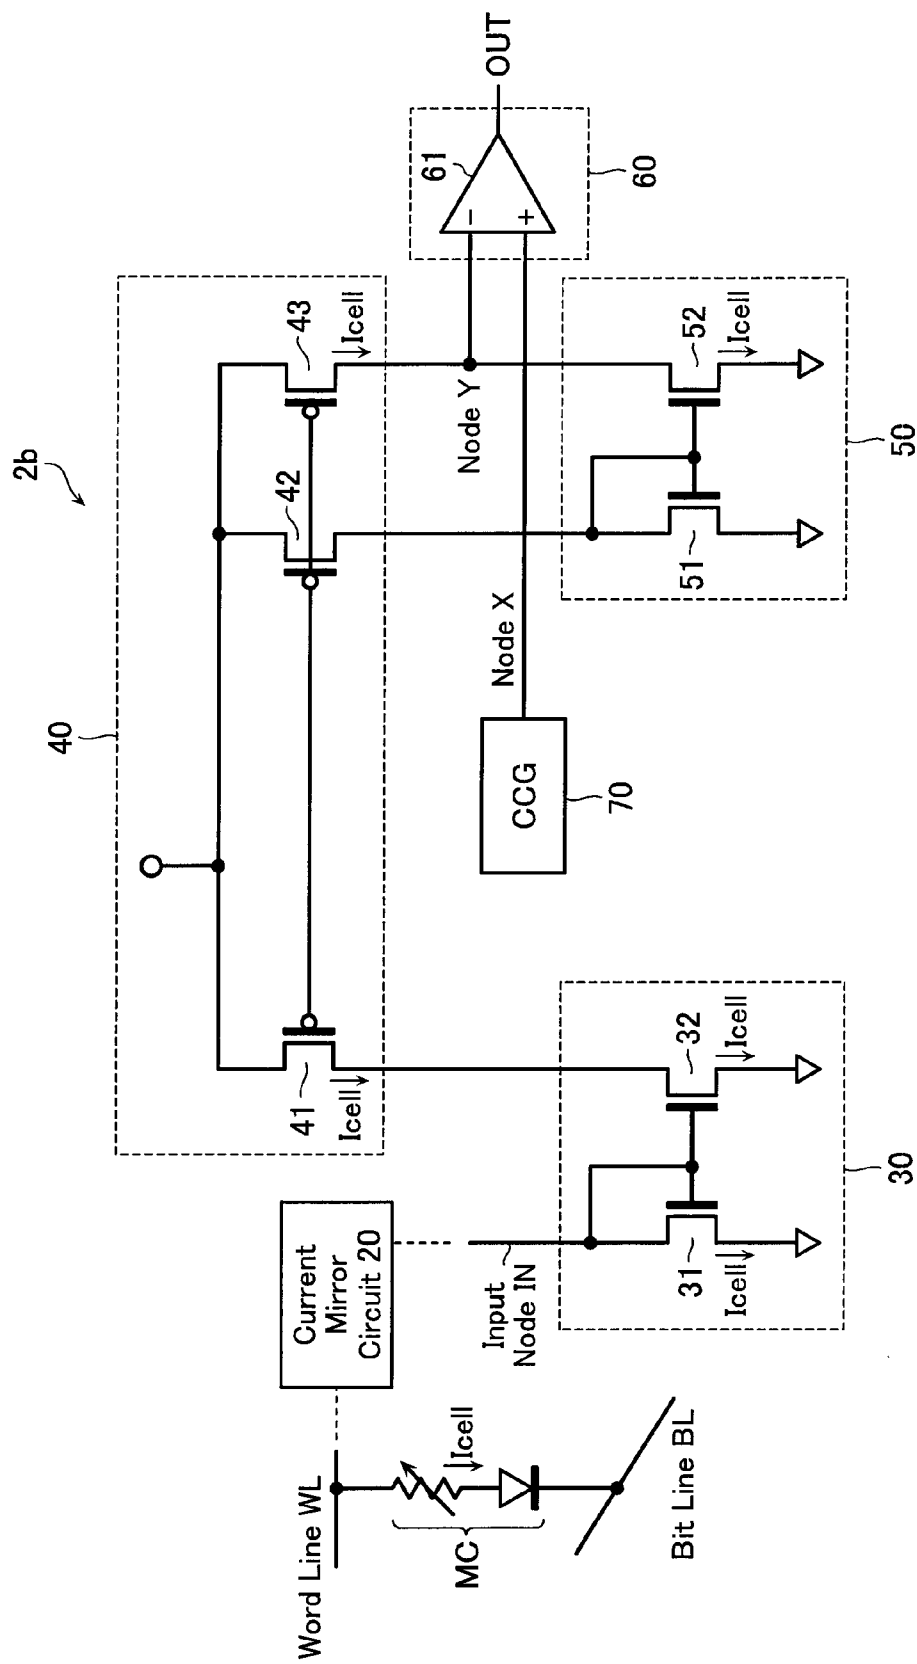 2b
40
41
Icell
42
43
Icell
Word Line WL
MC
Icell
Bit Line BL
Current
Mirror
Circuit 20
Input
Node IN
31
Icell
32
Icell
30
CCG
70
Node X
Node Y
61
−
+
60
OUT
51
52
Icell
50